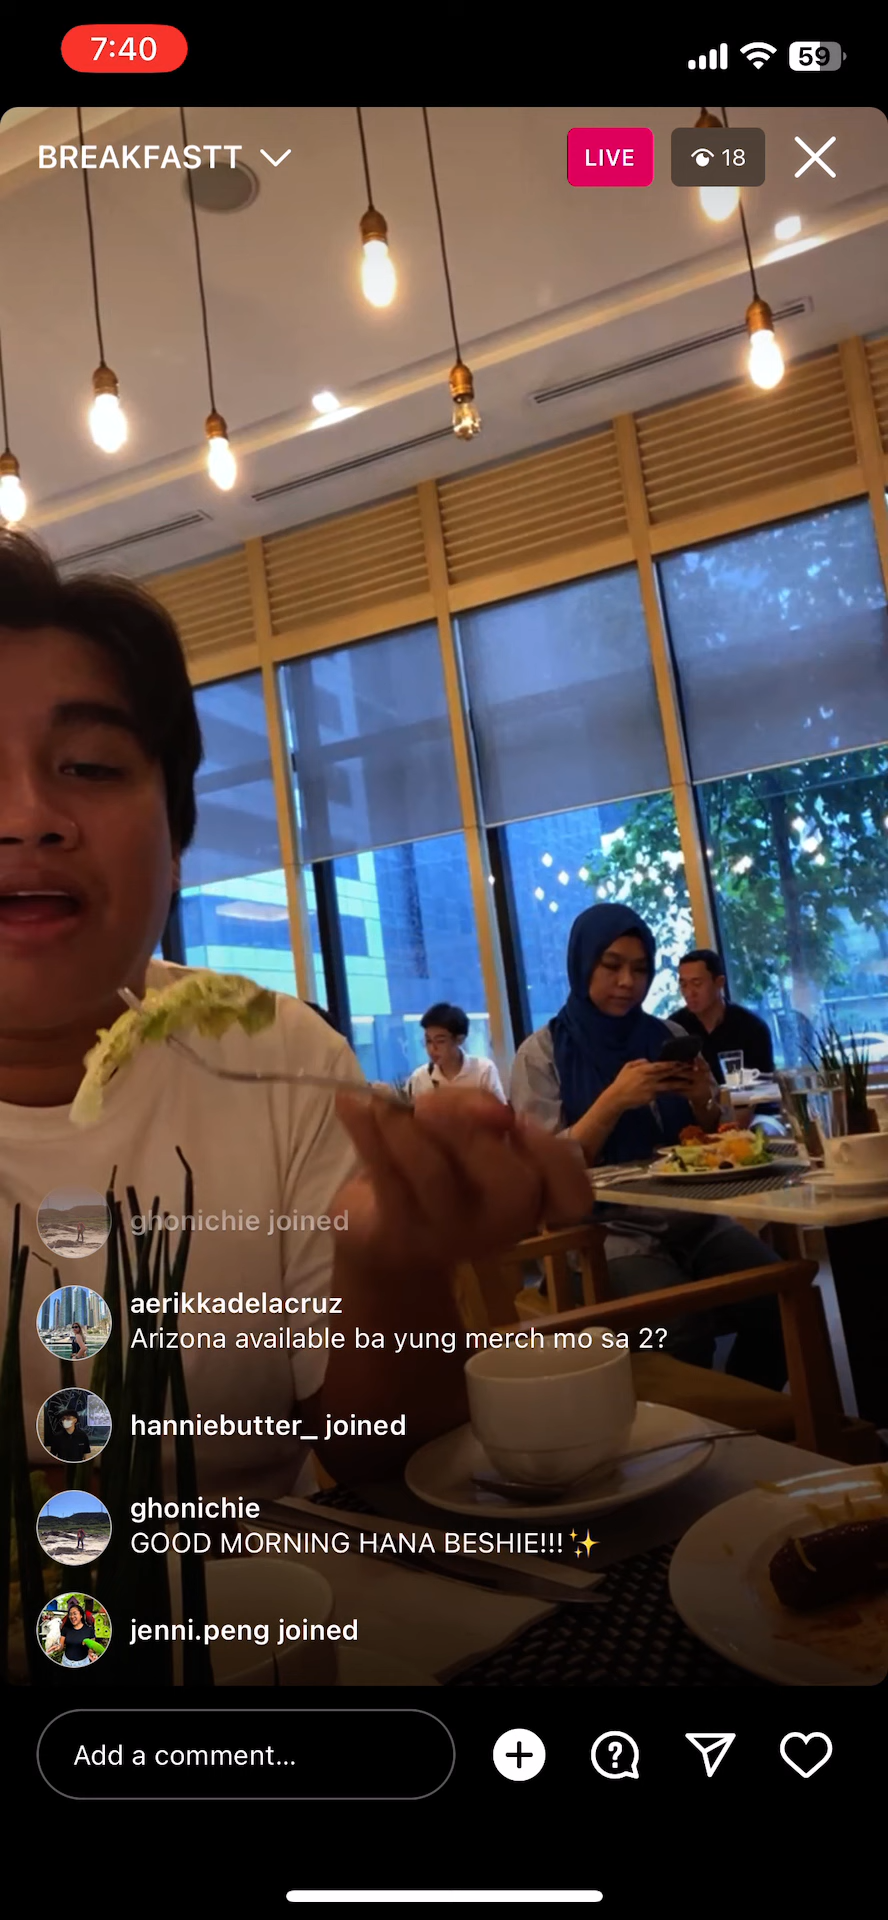 7:40
59
BREAKFASTT
LIVE
18
ghonichie joined
aerikkadelacruz
Arizona available ba yung merch mo sa 2?
hanniebutter_ joined
ghonichie
GOOD MORNING HANA BESHIE!!!✨
jenni.peng joined
Add a comment...